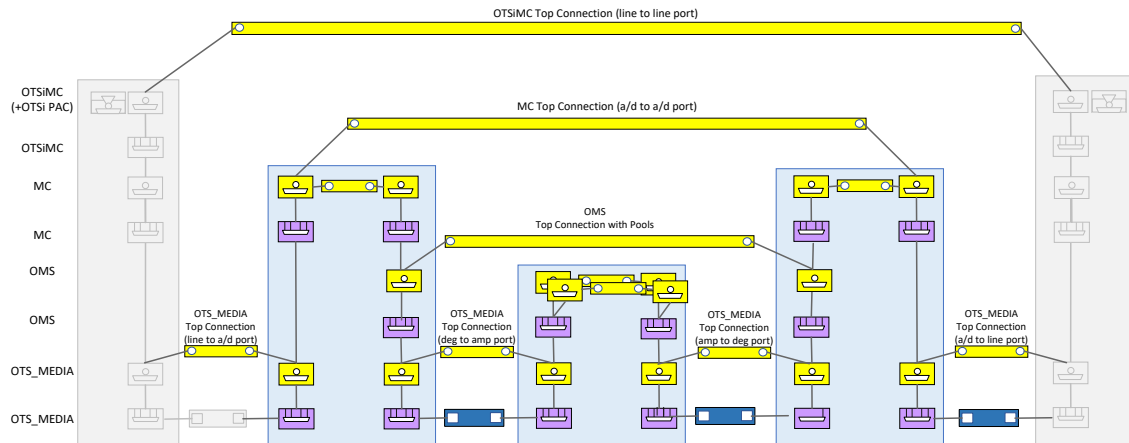 OTSiMC Top Connection (line to line port)
OTSiMC
(+OTSi PAC)
MC Top Connection (a/d to a/d port)
OTSiMC
MC
MC
OMS
Top Connection with Pools
OMS
OMS
OTS_MEDIA
Top Connection
(line to a/d port)
OTS_MEDIA
Top Connection
(deg to amp port)
OTS_MEDIA
Top Connection
(amp to deg port)
OTS_MEDIA
Top Connection
(a/d to line port)
OTS_MEDIA
OTS_MEDIA